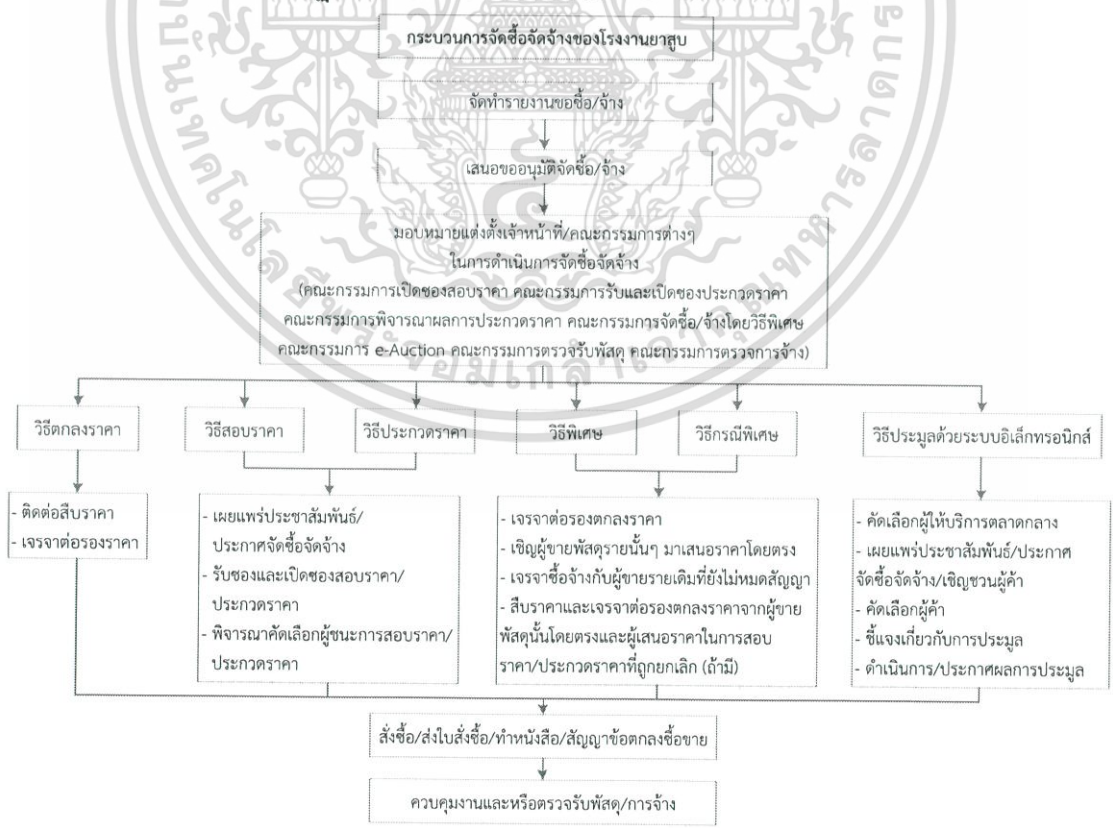 กระบวนการจัดซื้อจัดจ้างของโรงงานยาสูบ
จัดทำรายงานขอซื้อ/จ้าง
เสนอขออนุมัติจัดซื้อ/จ้าง
มอบหมายแต่งตั้งเจ้าหน้าที่/คณะกรรมการต่างๆ
ในการดำเนินการจัดซื้อจัดจ้าง
(คณะกรรมการเปิดซองสอบราคา คณะกรรมการรับและเปิดซองประกวดราคา
คณะกรรมการพิจารณาผลการประกวดราคา คณะกรรมการจัดซื้อ/จ้างโดยวิธีพิเศษ
คณะกรรมการ e-Auction คณะกรรมการตรวจรับพัสดุ คณะกรรมการตรวจการจ้าง)
วิธีตกลงราคา
วิธีสอบราคา
วิธีประกวดราคา
วิธีพิเศษ
วิธีกรณีพิเศษ
วิธีประมูลด้วยระบบอิเล็กทรอนิกส์
- ติดต่อสืบราคา
- เจรจาต่อรองราคา
- เผยแพร่ประชาสัมพันธ์/
ประกาศจัดซื้อจัดจ้าง
- รับซองและเปิดซองสอบราคา/
ประกวดราคา
- พิจารณาคัดเลือกผู้ชนะการสอบราคา/
ประกวดราคา
- เจรจาต่อรองตกลงราคา
- เชิญผู้ขายพัสดุรายนั้นๆ มาเสนอราคาโดยตรง
- เจรจาซื้อจ้างกับผู้ขายรายเดิมที่ยังไม่หมดสัญญา
- สืบราคาและเจรจาต่อรองตกลงราคาจากผู้ขาย
พัสดุนั้นโดยตรงและผู้เสนอราคาในการสอบ
ราคา/ประกวดราคาที่ถูกยกเลิก (ถ้ามี)
- คัดเลือกผู้ให้บริการตลาดกลาง
- เผยแพร่ประชาสัมพันธ์/ประกาศ
จัดซื้อจัดจ้าง/เชิญชวนผู้ค้า
- คัดเลือกผู้ค้า
- ชี้แจงเกี่ยวกับการประมูล
- ดำเนินการ/ประกาศผลการประมูล
สั่งซื้อ/ส่งใบสั่งซื้อ/ทำหนังสือ/สัญญาข้อตกลงซื้อขาย
ควบคุมงานและหรือตรวจรับพัสดุ/การจ้าง